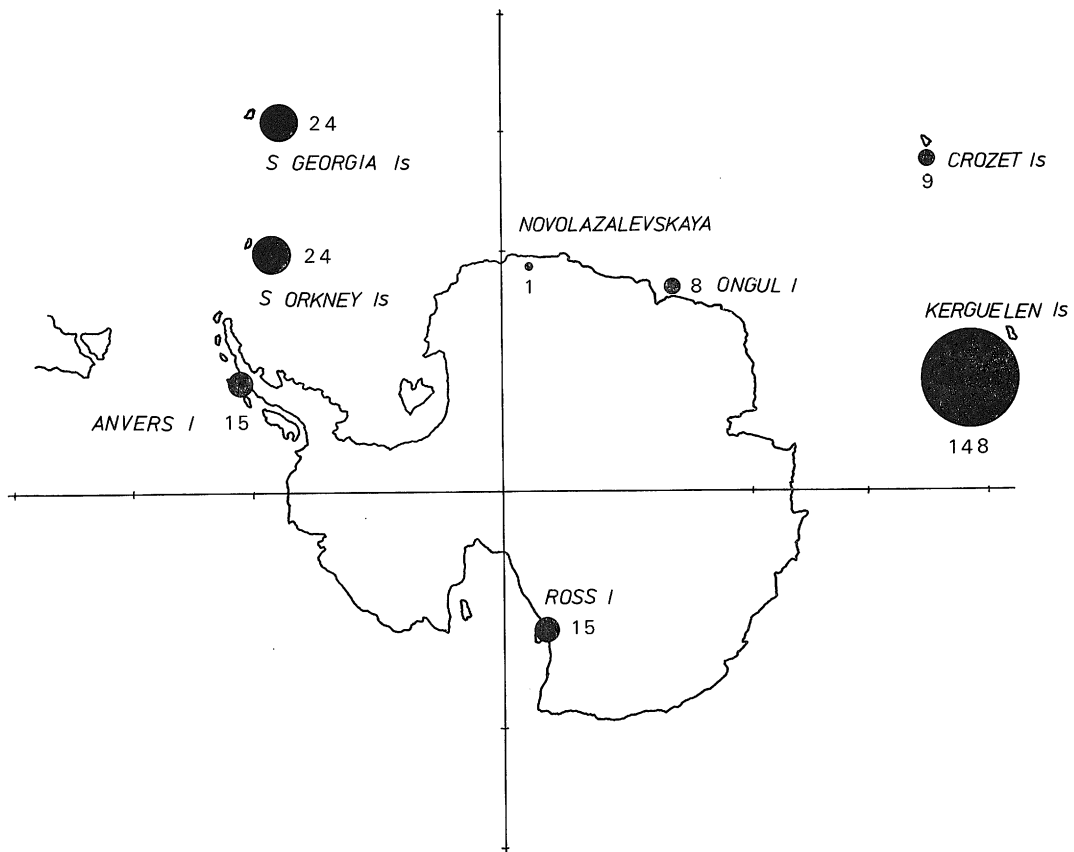 24
S GEORGIA Is
CROZET Is
9
NOVOLAZALEVSKAYA
24
S ORKNEY Is
1
8 ONGUL I
KERGUELEN Is
ANVERS I 15
148
ROSS I
15